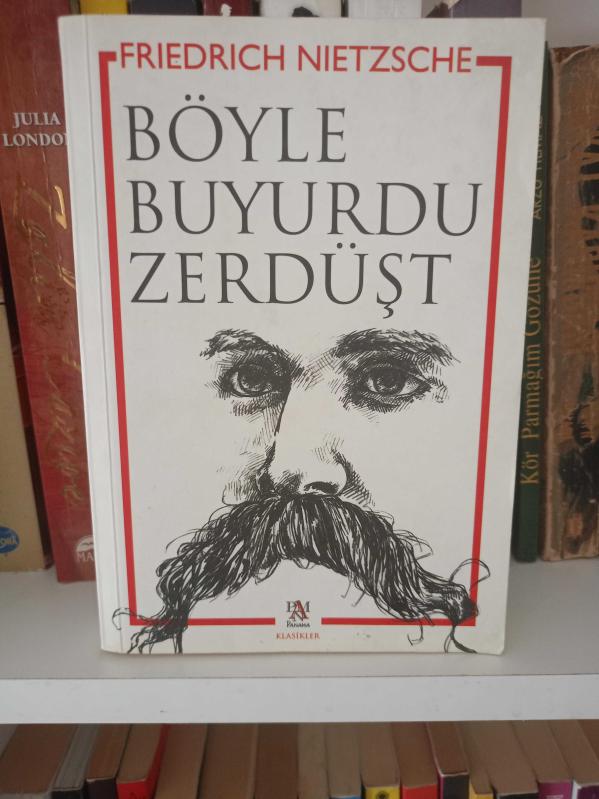 FRIEDRICH NIETZSCHE
BÖYLE
BUYURDU
ZERDÜŞT
PANAMA
KLASİKLER
JULIA
LONDON
Kör Parmağım Gözüne